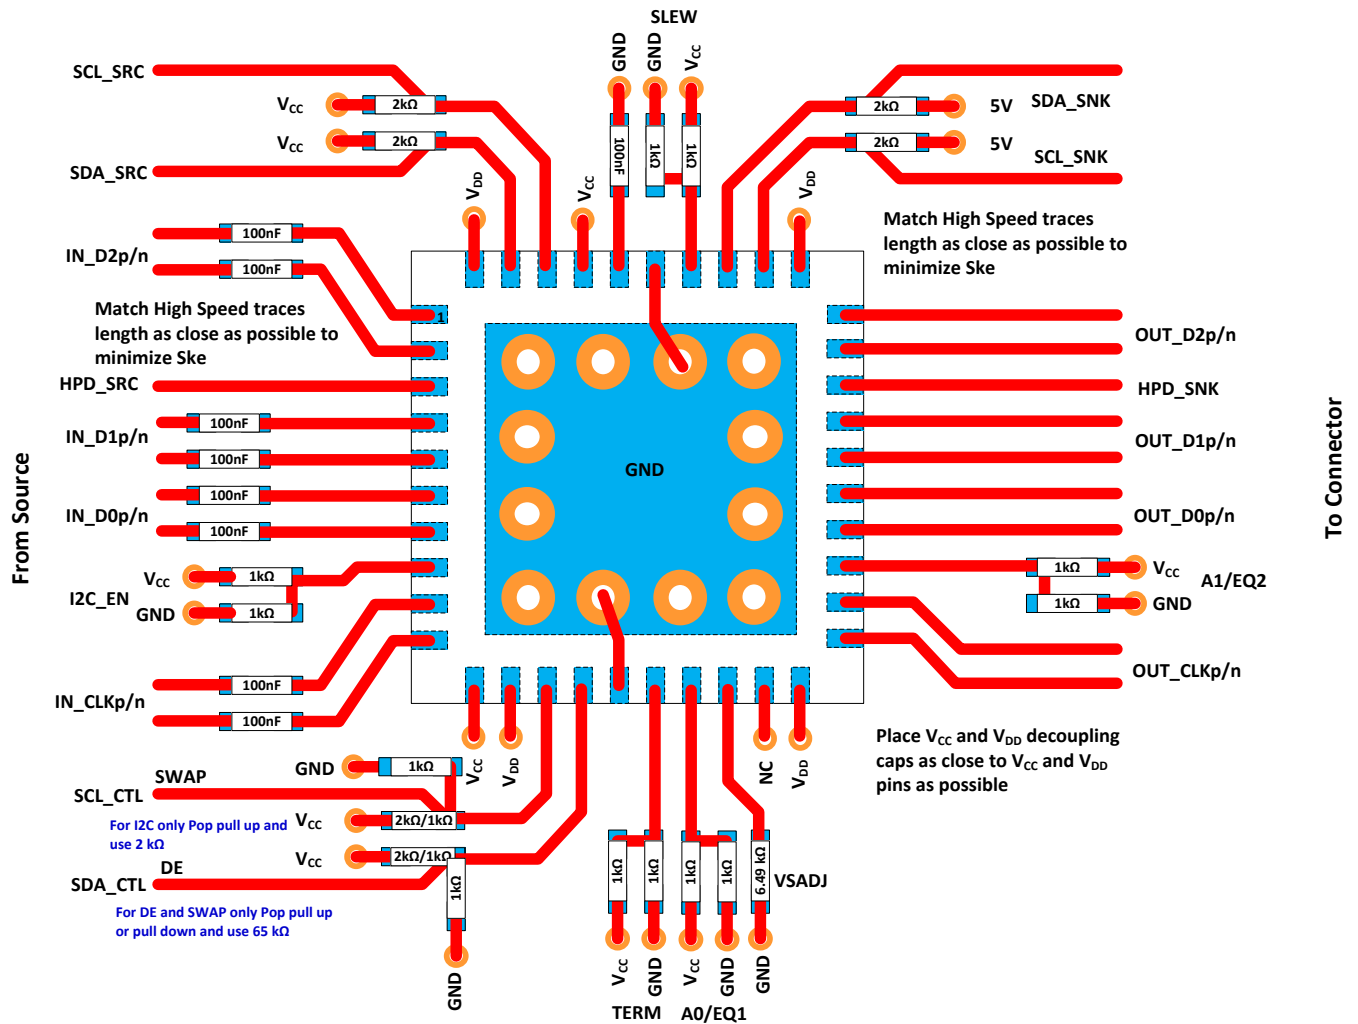 SLEW
GND
GND
VCC
SCL_SRC
VCC
2kΩ
VCC
2kΩ
SDA_SRC
100nF
1kΩ
1kΩ
2kΩ
5V
SDA_SNK
2kΩ
5V
SCL_SNK
VDD
VCC
VDD
IN_D2p/n
100nF
100nF
Match High Speed traces
length as close as possible to
minimize Ske
Match High Speed traces
length as close as possible to
minimize Ske
1
HPD_SRC
IN_D1p/n
100nF
100nF
IN_D0p/n
100nF
100nF
From Source
VCC
1kΩ
I2C_EN
GND
1kΩ
IN_CLKp/n
100nF
100nF
GND
OUT_D2p/n
HPD_SNK
OUT_D1p/n
OUT_D0p/n
To Connector
1kΩ
VCC
A1/EQ2
1kΩ
GND
OUT_CLKp/n
Place VCC and VDD decoupling
caps as close to VCC and VDD
pins as possible
VCC
VDD
NC
VDD
GND
1kΩ
SWAP
SCL_CTL
VCC
2kΩ/1kΩ
For I2C only Pop pull up and
use 2 kΩ
VCC
2kΩ/1kΩ
DE
SDA_CTL
1kΩ
For DE and SWAP only Pop pull up
or pull down and use 65 kΩ
GND
1kΩ
1kΩ
1kΩ
1kΩ
6.49 kΩ
VSADJ
VCC
GND
VCC
GND
GND
TERM
A0/EQ1